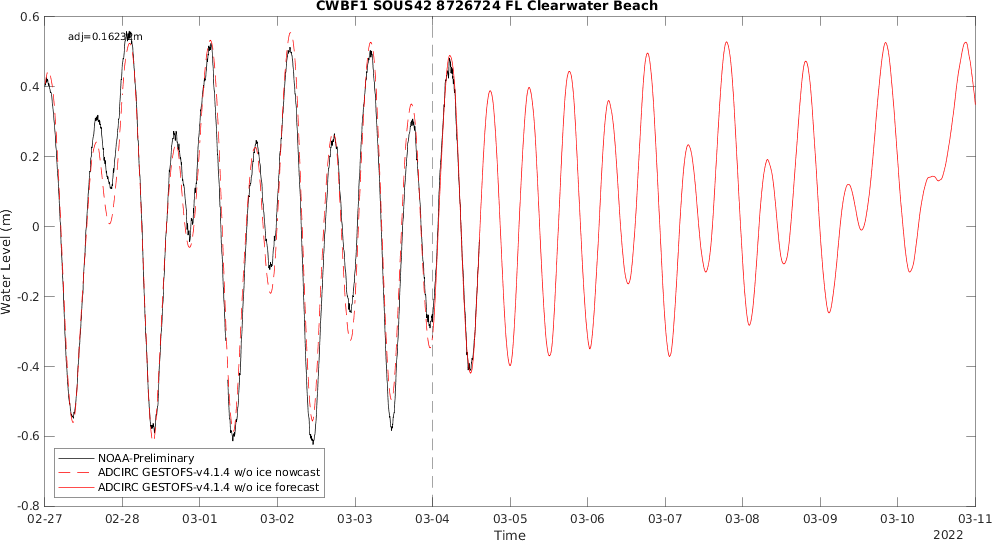 CWBF1 SOUS42 8726724 FL Clearwater Beach
adj=0.1623 m
0.6
0.4
0.2
0
-0.2
-0.4
-0.6
-0.8
Water Level (m)
NOAA-Preliminary
ADCIRC GESTOFS-v4.1.4 w/o ice nowcast
ADCIRC GESTOFS-v4.1.4 w/o ice forecast
02-27 02-28 03-01 03-02 03-03 03-04 03-05 03-06 03-07 03-08 03-09 03-10 03-11
Time
2022